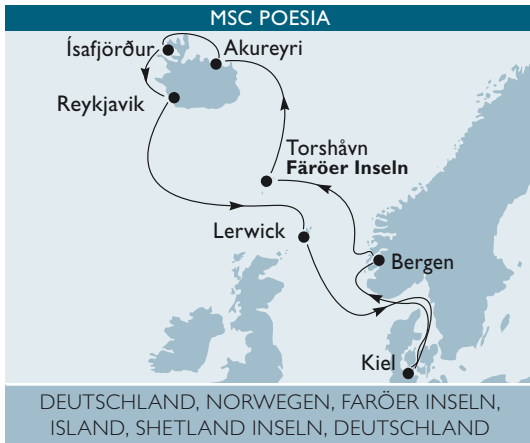 MSC POESIA
Ísafjörður
Akureyri
Reykjavik
Torshåvn
Färöer Inseln
Lerwick
Bergen
Kiel
DEUTSCHLAND, NORWEGEN, FARÖER INSELN,
ISLAND, SHETLAND INSELN, DEUTSCHLAND